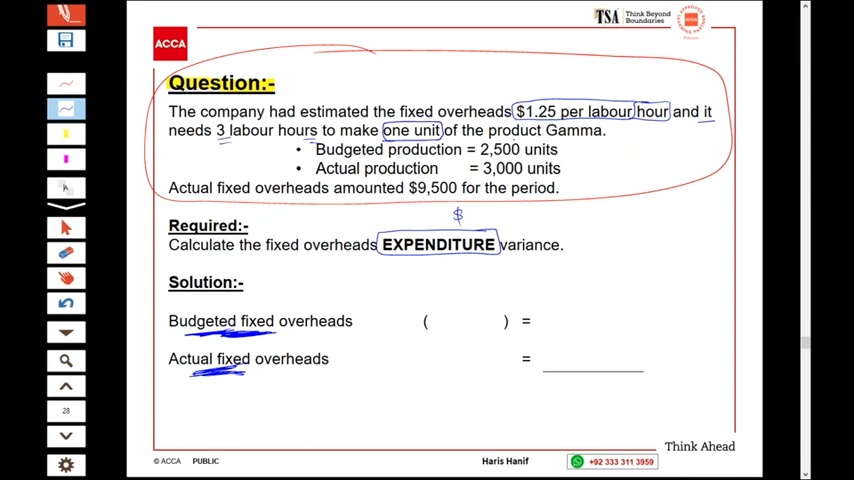 TSA Think Beyond
Boundaries
ACCA
ACCA
Question:-
The company had estimated the fixed overheads $1.25 per labour hour and it
needs 3 labour hours to make one unit of the product Gamma.
• Budgeted production = 2,500 units
• Actual production = 3,000 units
Actual fixed overheads amounted $9,500 for the period.
$
Required:-
Calculate the fixed overheads EXPENDITURE variance.
Solution:-
Budgeted fixed overheads ( ) =
Actual fixed overheads =
28
Think Ahead
© ACCA PUBLIC Haris Hanif +92 333 311 3959